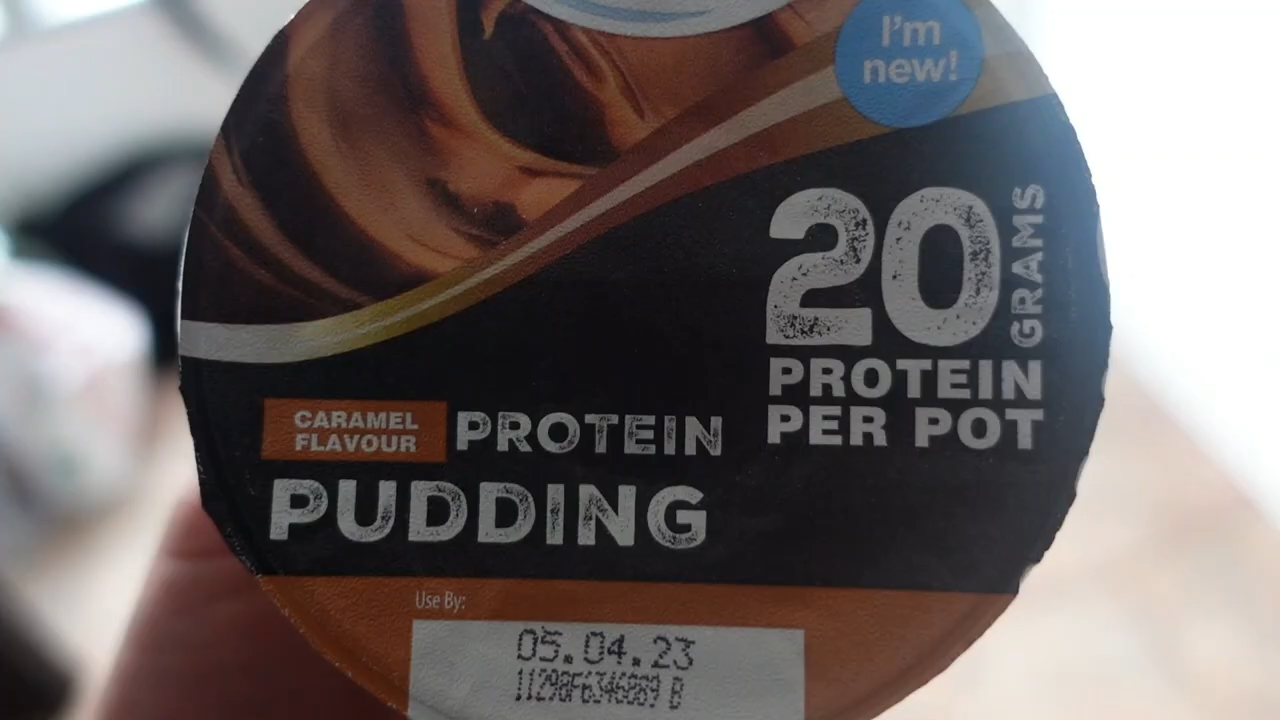 I'm
new!
20
GRAMS
PROTEIN
PER POT
CARAMEL
FLAVOUR
PROTEIN
PUDDING
Use By:
05.04.23